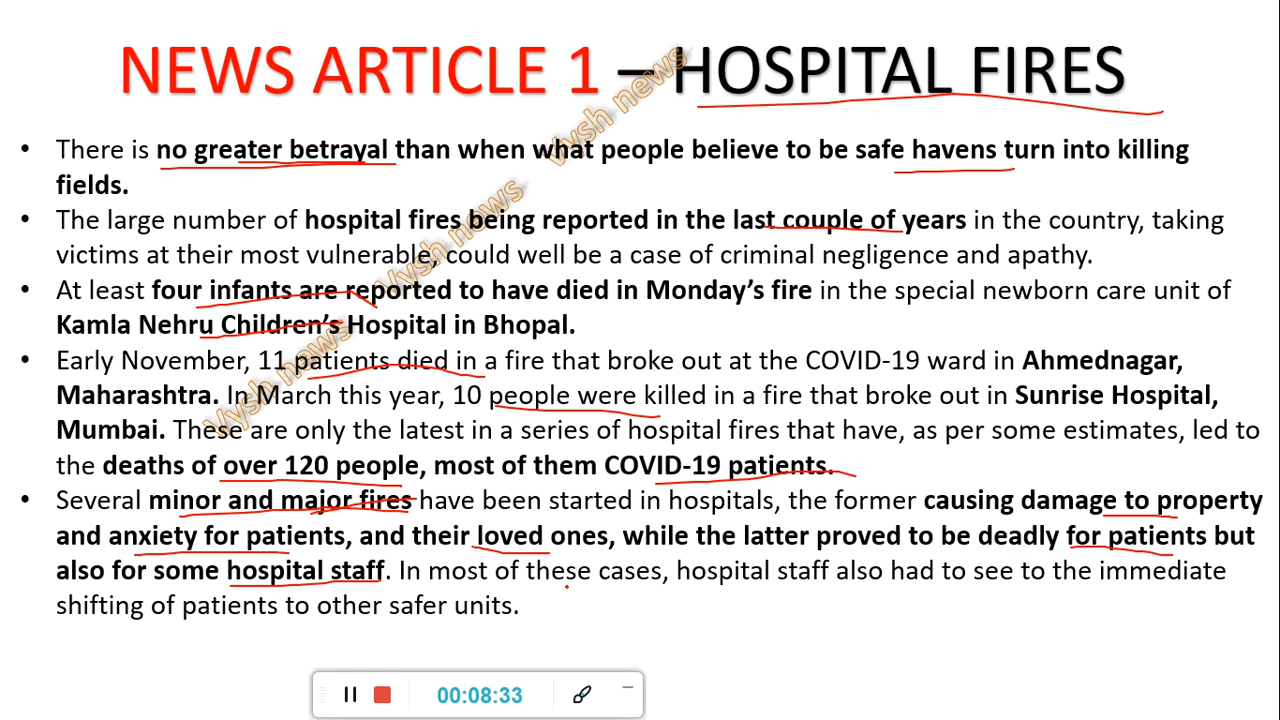 NEWS ARTICLE 1 – HOSPITAL FIRES
• There is no greater betrayal than when what people believe to be safe havens turn into killing
fields.
• The large number of hospital fires being reported in the last couple of years in the country, taking
victims at their most vulnerable, could well be a case of criminal negligence and apathy.
• At least four infants are reported to have died in Monday's fire in the special newborn care unit of
Kamla Nehru Children's Hospital in Bhopal.
• Early November, 11 patients died in a fire that broke out at the COVID-19 ward in Ahmednagar,
Maharashtra. In March this year, 10 people were killed in a fire that broke out in Sunrise Hospital,
Mumbai. These are only the latest in a series of hospital fires that have, as per some estimates, led to
the deaths of over 120 people, most of them COVID-19 patients.
• Several minor and major fires have been started in hospitals, the former causing damage to property
and anxiety for patients, and their loved ones, while the latter proved to be deadly for patients but
also for some hospital staff. In most of these cases, hospital staff also had to see to the immediate
shifting of patients to other safer units.
Vysh news
Vysh news
Vysh news
00:08:33